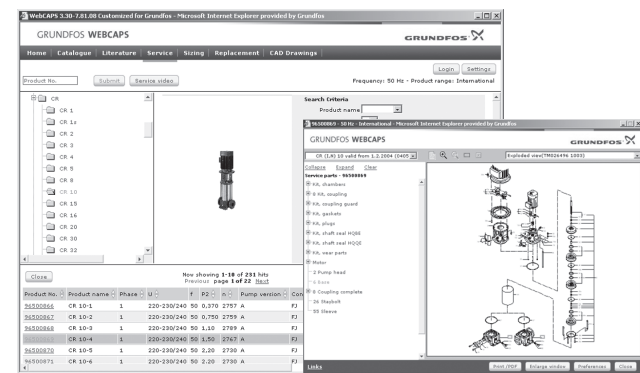 WebCAPS 3.30-7.81.08 Customized for Grundfos - Microsoft Internet Explorer provided by Grundfos
GRUNDFOS WEBCAPS
GRUNDFOS
Home Catalogue Literature Service Sizing Replacement CAD Drawings
Login Settings
Product No. Submit Service video
Frequency: 50 Hz - Product range: International
CR
CR 1
CR 1s
CR 2
CR 3
CR 4
CR 5
CR 8
CR 10
CR 15
CR 16
CR 20
CR 30
CR 32
Search Criteria
Product name
Close
Now showing 1-10 of 231 hits
Previous page 1 of 22 Next
Product No. Product name Phase U f P2 n Pump version Con
96500866 CR 10-1 1 220-230/240 50 0,370 2757 A FJ
96500867 CR 10-2 1 220-230/240 50 0,750 2759 A FJ
96500868 CR 10-3 1 220-230/240 50 1,10 2789 A FJ
CR 10-4 1 220-230/240 50 1,50 2767 A FJ
96500870 CR 10-5 1 220-230/240 50 2,20 2730 A FJ
96500871 CR 10-6 1 220-230/240 50 2,20 2730 A FJ
96500869 - 50 Hz - International - Microsoft Internet Explorer provided by Grundfos
GRUNDFOS WEBCAPS
GRUNDFOS
CR (I,N) 10 valid from 1.2.2004 (0405
Exploded view(TM026496 1003)
Collapse Expand Clear
Service parts - 96500869
Kit, chambers
Kit, coupling
Kit, coupling guard
Kit, gaskets
Kit, plugs
Kit, shaft seal HQBE
Kit, shaft seal HQQE
Kit, wear parts
Motor
2 Pump head
6 Base
8 Coupling complete
26 Staybolt
55 Sleeve
Links
Print /PDF Enlarge window Preferences Close